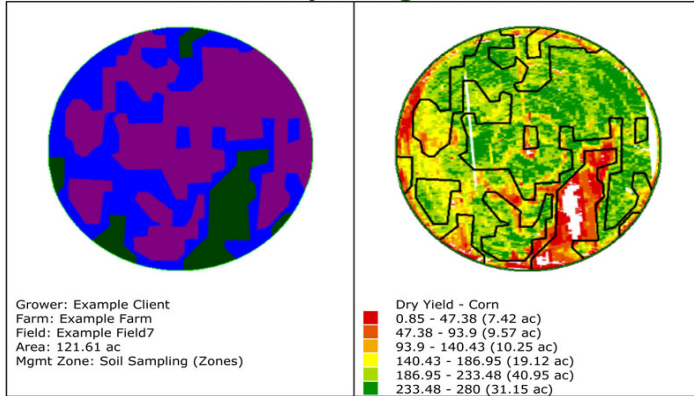 Grower: Example Client
Farm: Example Farm
Field: Example Field7
Area: 121.61 ac
Mgmt Zone: Soil Sampling (Zones)
Dry Yield - Corn
0.85 - 47.38 (7.42 ac)
47.38 - 93.9 (9.57 ac)
93.9 - 140.43 (10.25 ac)
140.43 - 186.95 (19.12 ac)
186.95 - 233.48 (40.95 ac)
233.48 - 280 (31.15 ac)